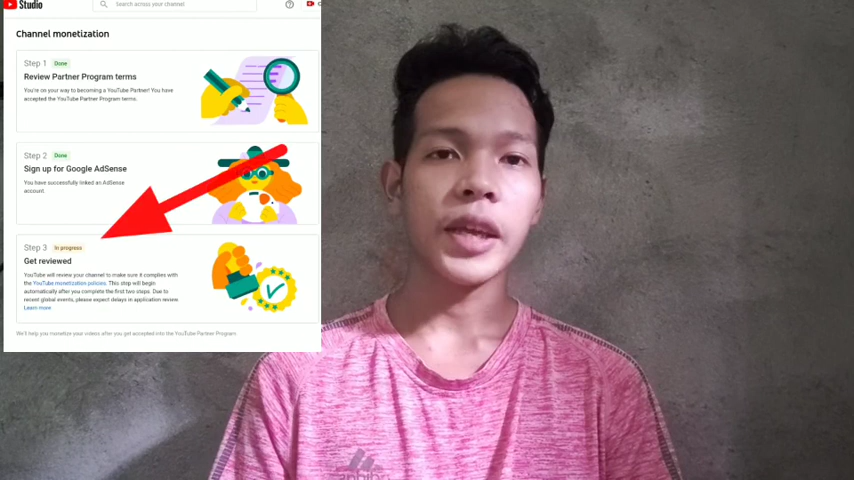 Studio
Search across your channel
Channel monetization
Step 1 Done
Review Partner Program terms
You're on your way to becoming a YouTube Partner! You have
accepted the YouTube Partner Program terms.
Step 2 Done
Sign up for Google AdSense
You have successfully linked an AdSense
account.
Step 3 In progress
Get reviewed
YouTube will review your channel to make sure it complies with
the YouTube monetization policies. This step will begin
automatically after you complete the first two steps. Due to
recent global events, please expect delays in application review
Learn more
We'll help you monetize your videos after you get accepted into the YouTube Partner Program.